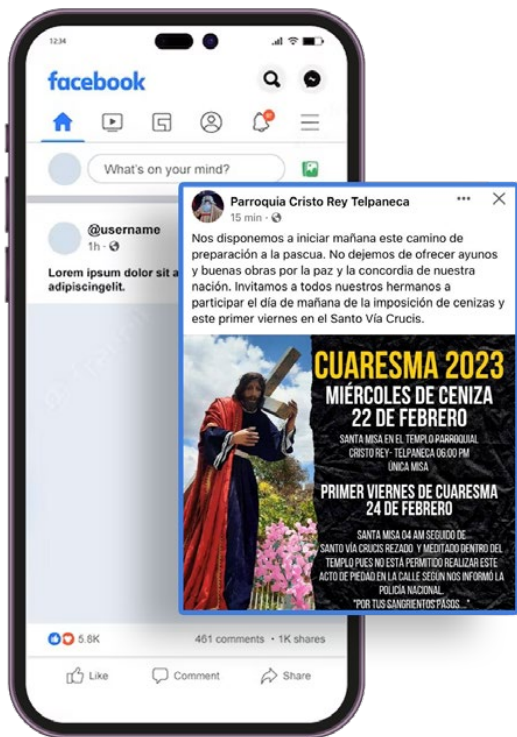 12:34
facebook
What's on your mind?
@username
1h ·
Lorem ipsum dolor sit a
adipiscingelit.
Parroquia Cristo Rey Telpaneca
15 min ·
Nos disponemos a iniciar mañana este camino de
preparación a la pascua. No dejemos de ofrecer ayunos
y buenas obras por la paz y la concordia de nuestra
nación. Invitamos a todos nuestros hermanos a
participar el día de mañana de la imposición de cenizas y
este primer viernes en el Santo Vía Crucis.
CUARESMA 2023
MIÉRCOLES DE CENIZA
22 DE FEBRERO
SANTA MISA EN EL TEMPLO PARROQUIAL
CRISTO REY- TELPANECA 06:00 PM
ÚNICA MISA
PRIMER VIERNES DE CUARESMA
24 DE FEBRERO
SANTA MISA 04 AM SEGUIDO DE
SANTO VÍA CRUCIS REZADO Y MEDITADO DENTRO DEL
TEMPLO PUES NO ESTÁ PERMITIDO REALIZAR ESTE
ACTO DE PIEDAD EN LA CALLE SEGÚN NOS INFORMÓ LA
POLICÍA NACIONAL.
"POR TUS SANGRIENTOS PASOS..."
5.8K
461 comments · 1K shares
Like
Comment
Share